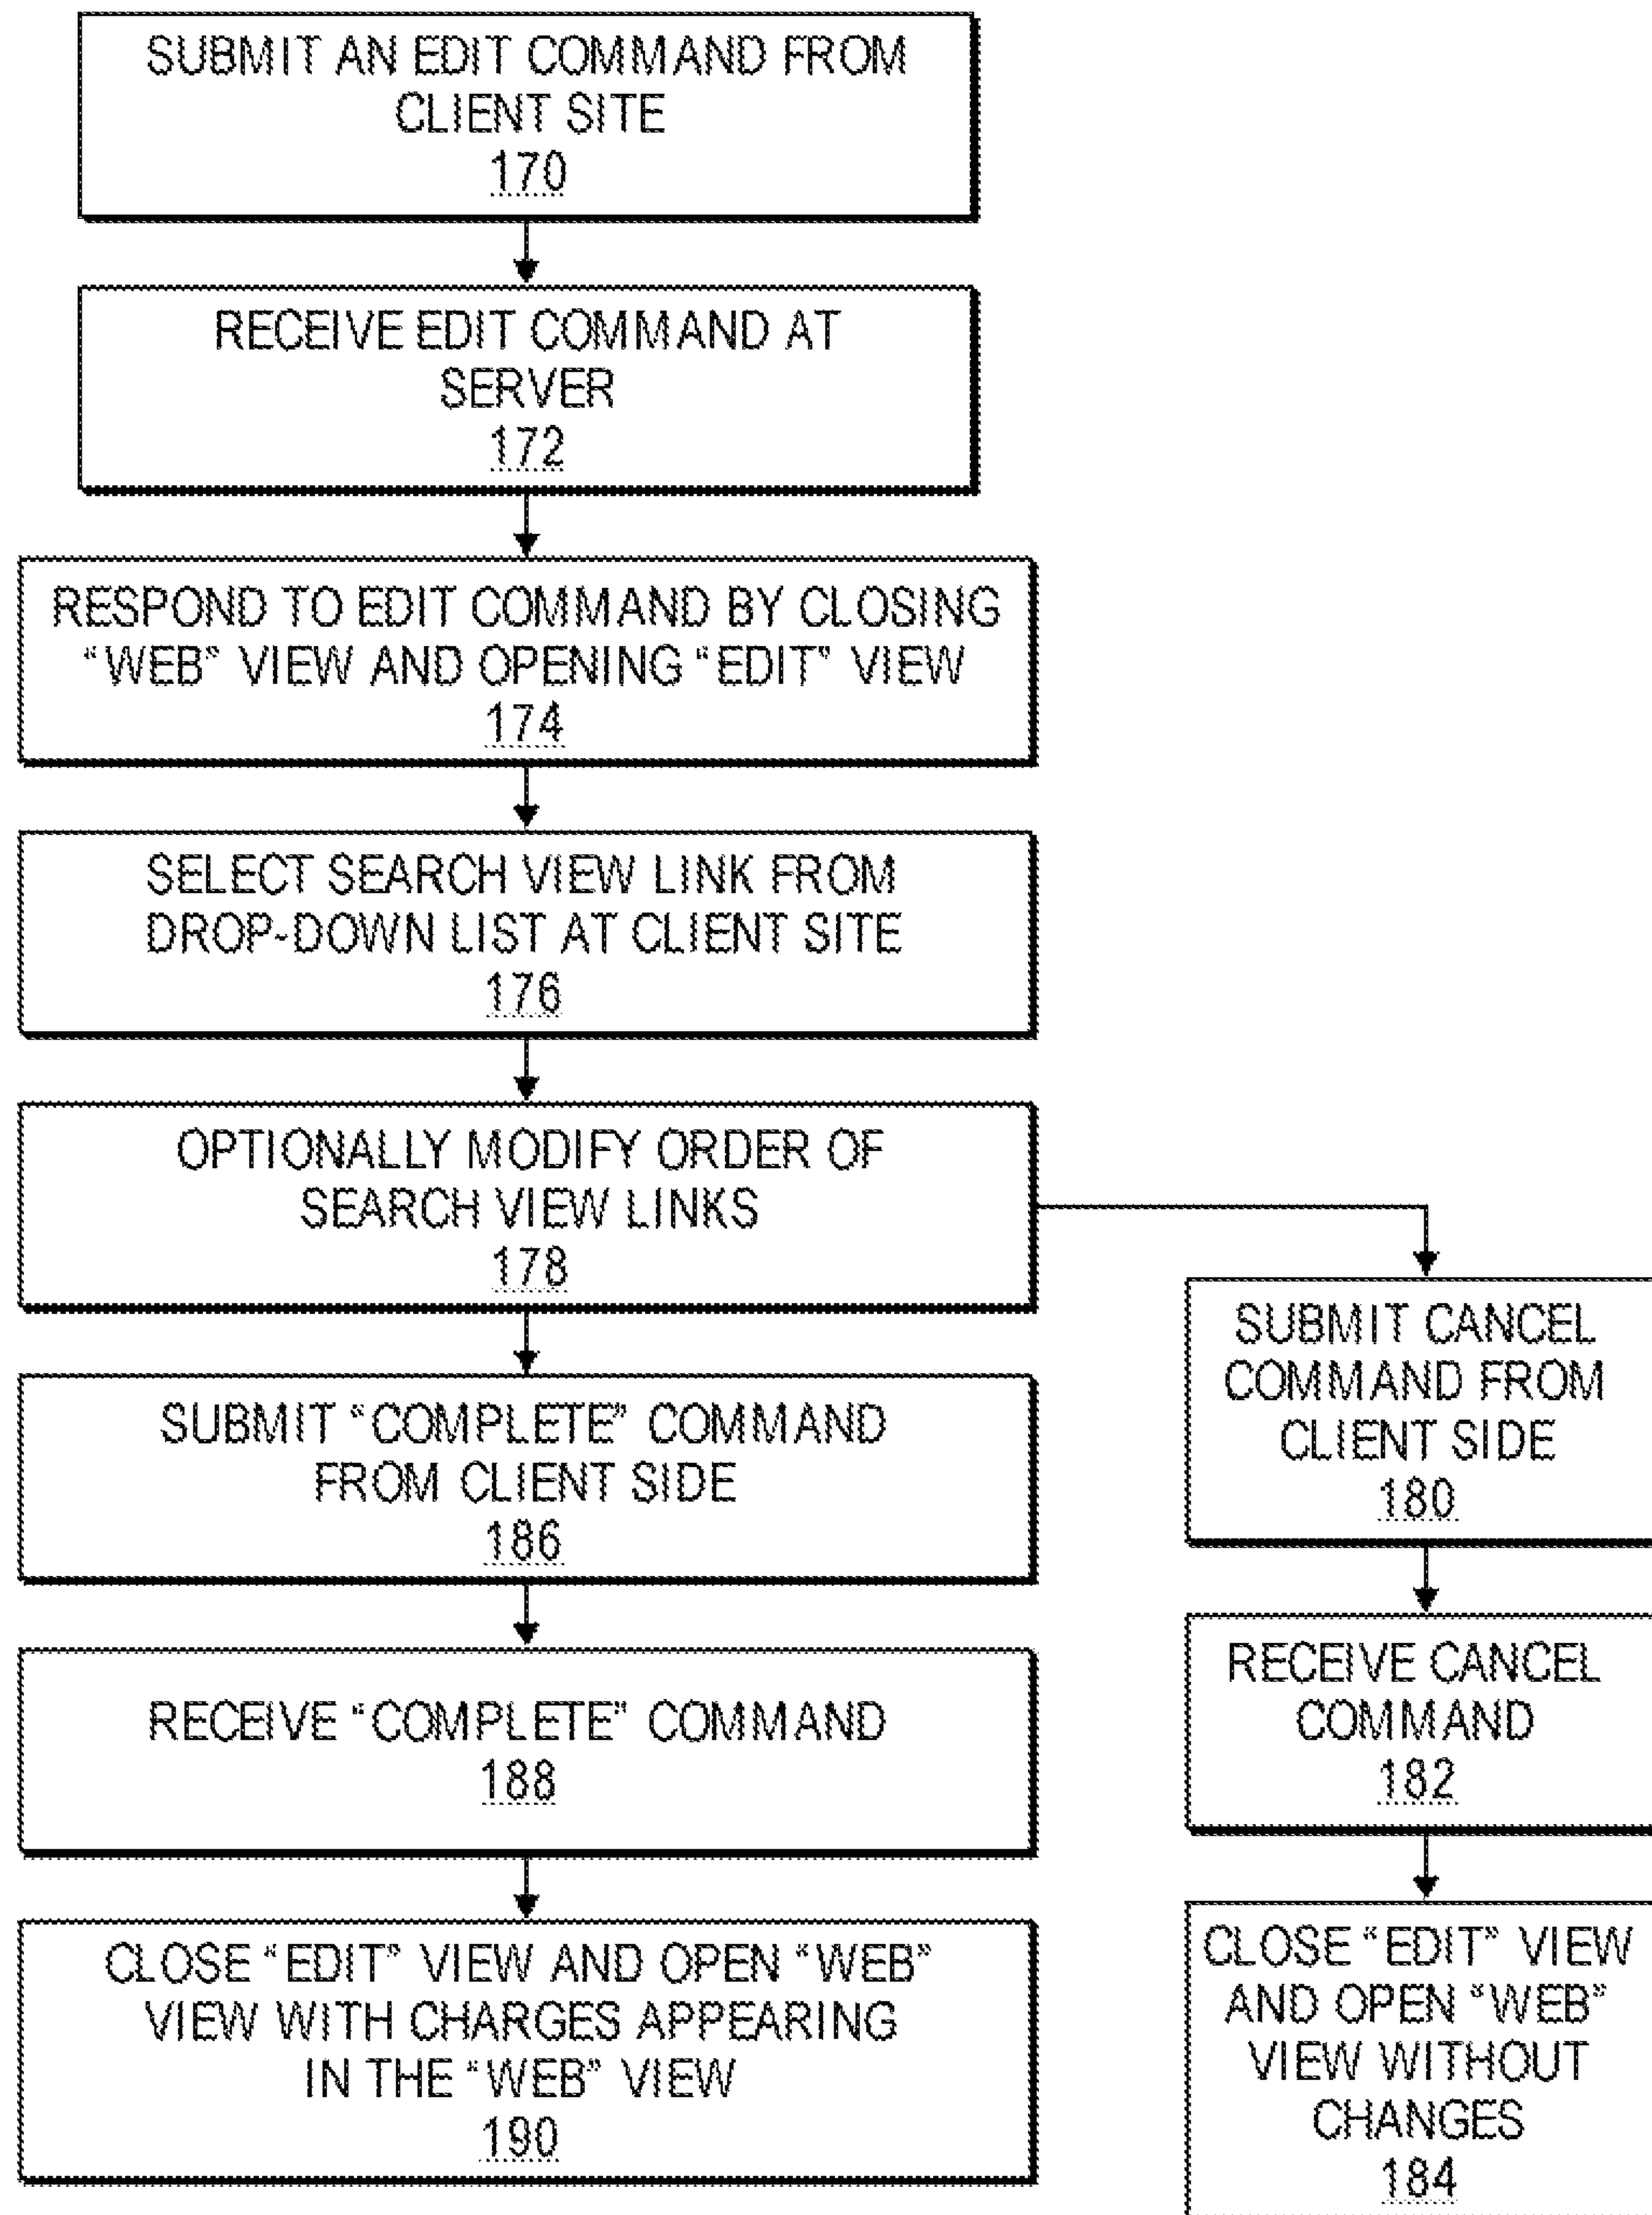 SUBMIT AN EDIT COMMAND FROM
CLIENT SITE
170
RECEIVE EDIT COMMAND AT
SERVER
172
RESPOND TO EDIT COMMAND BY CLOSING
"WEB" VIEW AND OPENING "EDIT" VIEW
174
SELECT SEARCH VIEW LINK FROM
DROP-DOWN LIST AT CLIENT SITE
176
OPTIONALLY MODIFY ORDER OF
SEARCH VIEW LINKS
178
SUBMIT "COMPLETE" COMMAND
FROM CLIENT SIDE
186
RECEIVE "COMPLETE" COMMAND
188
CLOSE "EDIT" VIEW AND OPEN "WEB"
VIEW WITH CHARGES APPEARING
IN THE "WEB" VIEW
190
SUBMIT CANCEL
COMMAND FROM
CLIENT SIDE
180
RECEIVE CANCEL
COMMAND
182
CLOSE "EDIT" VIEW
AND OPEN "WEB"
VIEW WITHOUT
CHANGES
184